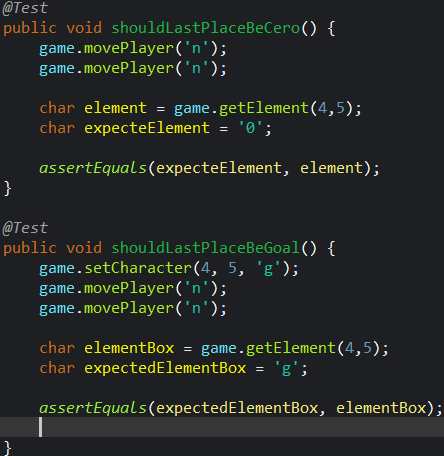 @Test
public void shouldLastPlaceBeCero() {
    game.movePlayer('n');
    game.movePlayer('n');

    char element = game.getElement(4,5);
    char expecteElement = '0';

    assertEquals(expecteElement, element);
}

@Test
public void shouldLastPlaceBeGoal() {
    game.setCharacter(4, 5, 'g');
    game.movePlayer('n');
    game.movePlayer('n');

    char elementBox = game.getElement(4,5);
    char expectedElementBox = 'g';

    assertEquals(expectedElementBox, elementBox);

}